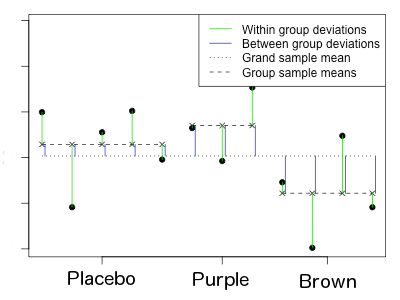 Within group deviations
Between group deviations
Grand sample mean
Group sample means
Placebo Purple Brown